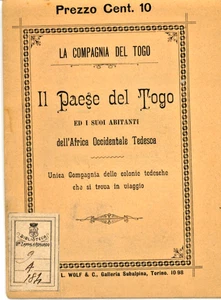 Prezzo Cent. 10
LA COMPAGNIA DEL TOGO
Il Paese del Togo
ED I SUOI ABITANTI
dell'Africa Occidentale Tedesca
Unica Compagnia delle colonie tedesche
che si trova in viaggio
L. WOLF & C., Galleria Subalpina, Torino. 1098